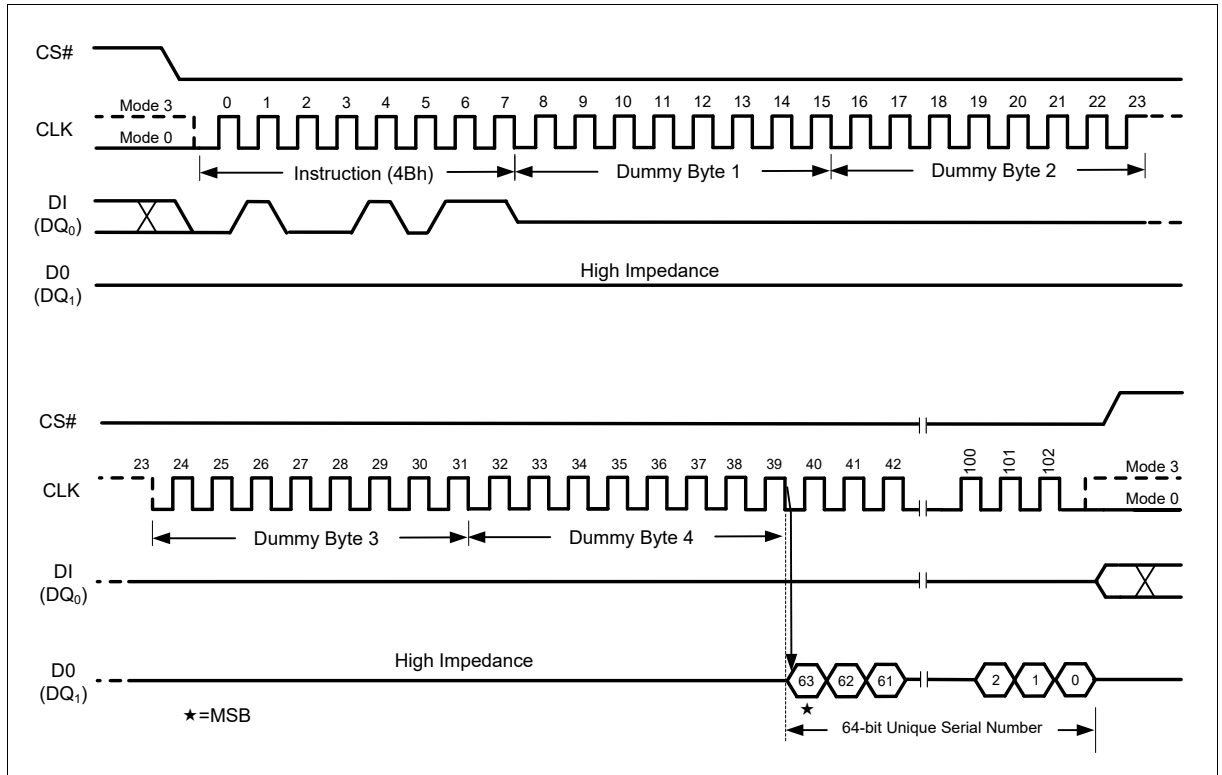 CS#
Mode 3
0 1 2 3 4 5 6 7 8 9 10 11 12 13 14 15 16 17 18 19 20 21 22 23
CLK
Mode 0
Instruction (4Bh)
Dummy Byte 1
Dummy Byte 2
DI
(DQ0)
D0
(DQ1)
High Impedance
CS#
23 24 25 26 27 28 29 30 31 32 33 34 35 36 37 38 39 40 41 42 100 101 102
Mode 3
CLK
Mode 0
Dummy Byte 3
Dummy Byte 4
DI
(DQ0)
High Impedance
D0
(DQ1)
63 62 61 2 1 0
★=MSB
★
64-bit Unique Serial Number